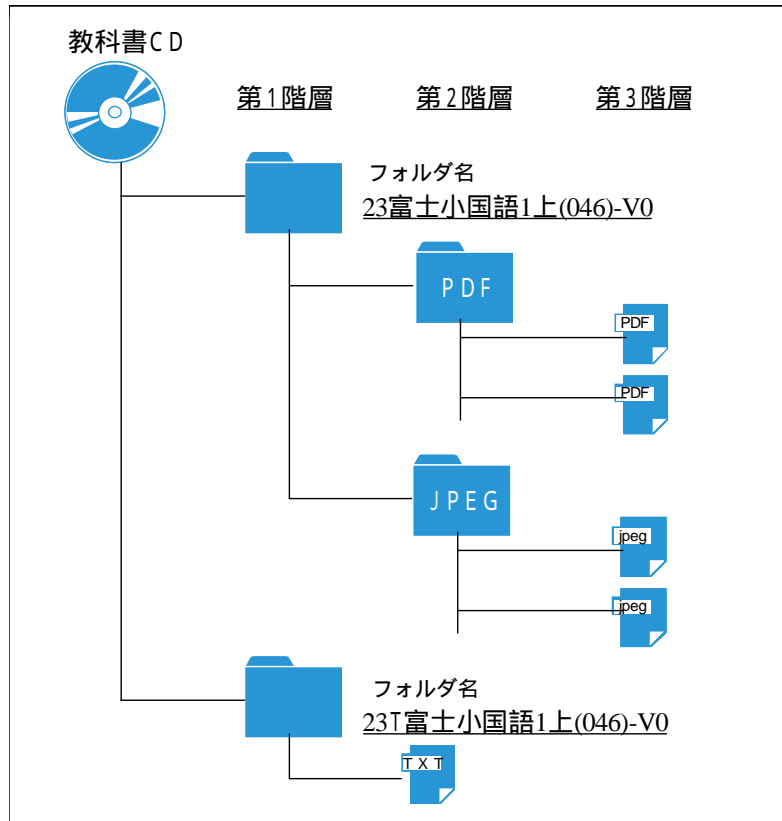 教科書CD
第1階層 第2階層 第3階層
フォルダ名
23富士小国語1上(046)-V0
PDF
PDF
PDF
JPEG
jpeg
jpeg
フォルダ名
23T富士小国語1上(046)-V0
TXT